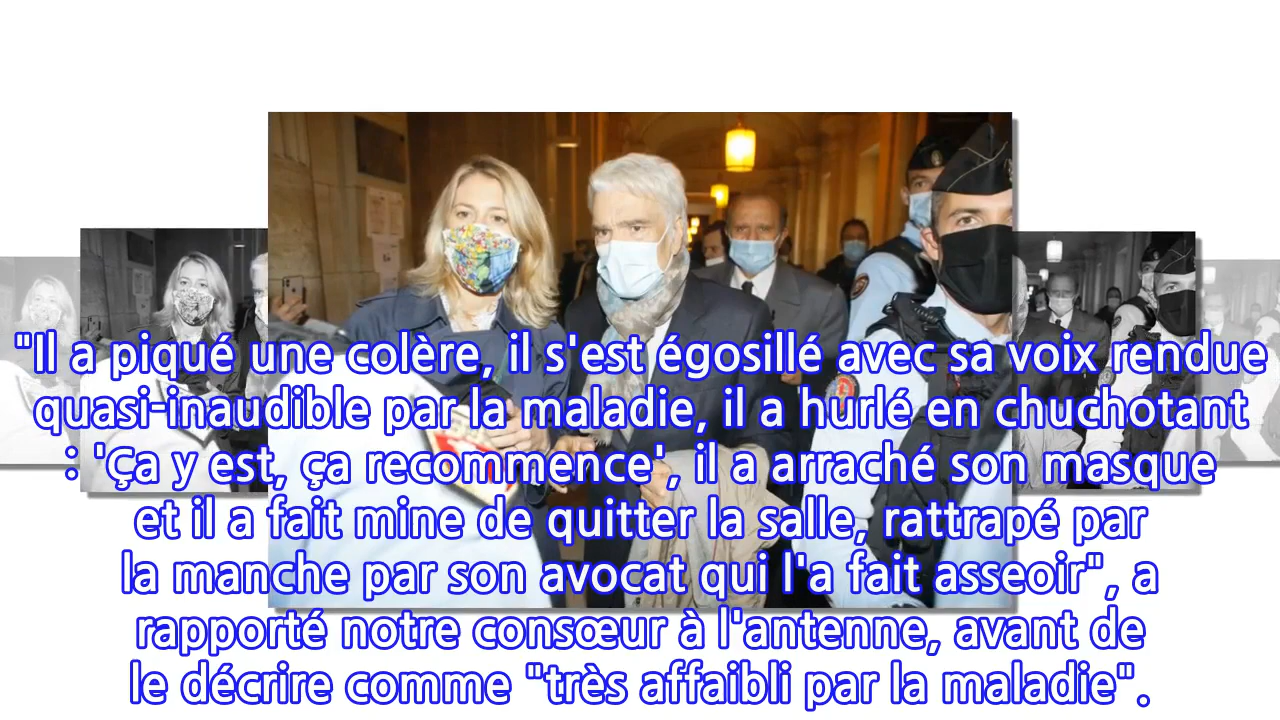 "Il a piqué une colère, il s'est égosillé avec sa voix rendue
quasi-inaudible par la maladie, il a hurlé en chuchotant
: 'Ça y est, ça recommence', il a arraché son masque
et il a fait mine de quitter la salle, rattrapé par
la manche par son avocat qui l'a fait asseoir", a
rapporté notre consœur à l'antenne, avant de
le décrire comme "très affaibli par la maladie".